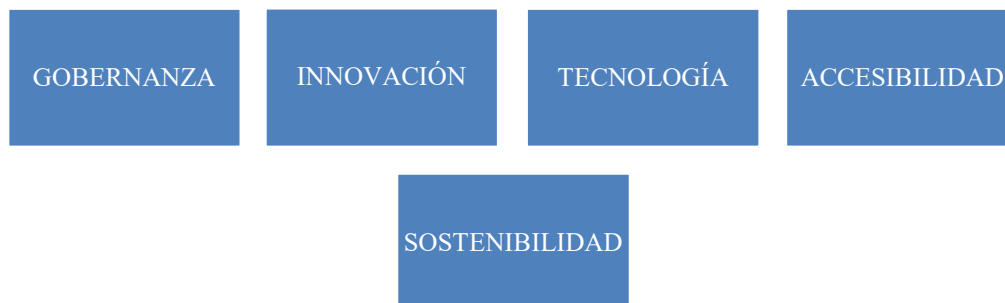 GOBERNANZA
INNOVACIÓN
TECNOLOGÍA
ACCESIBILIDAD
SOSTENIBILIDAD